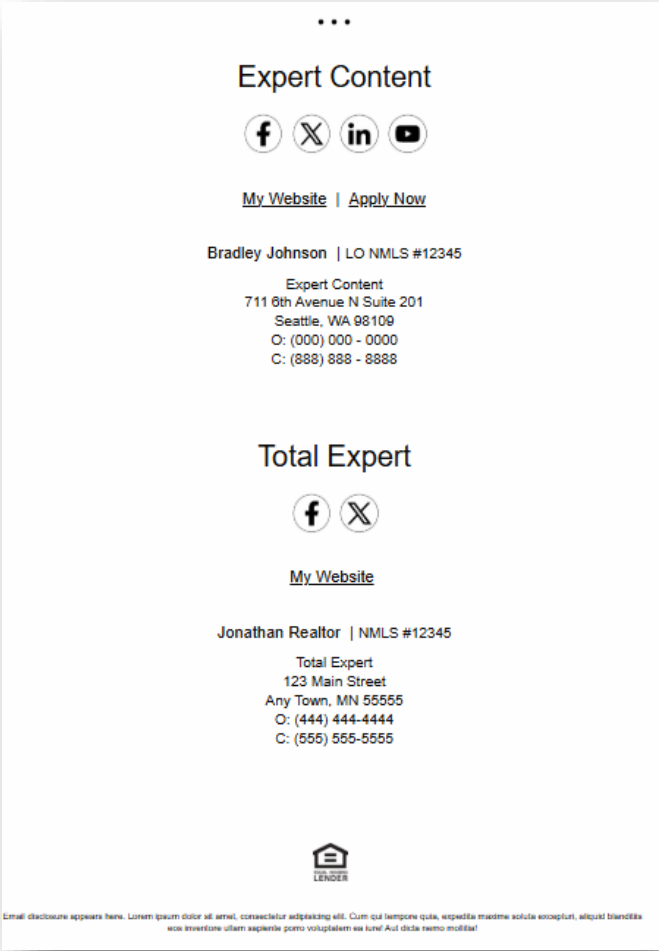 • • •
Expert Content
My Website | Apply Now
Bradley Johnson | LO NMLS #12345
Expert Content
711 6th Avenue N Suite 201
Seattle, WA 98109
O: (000) 000 - 0000
C: (888) 888 - 8888
Total Expert
My Website
Jonathan Realtor | NMLS #12345
Total Expert
123 Main Street
Any Town, MN 55555
O: (444) 444-4444
C: (555) 555-5555
EQUAL HOUSING
LENDER
Email disclosure appears here. Lorem ipsum dolor sit amet, consectetur adipisicing elit. Cum qui tempore quia, expedita maxime soluta excepturi, aliquid blanditiis
eos inventore ullam sapiente porro voluptatem ea iure! Aut dicta nemo mollitia!